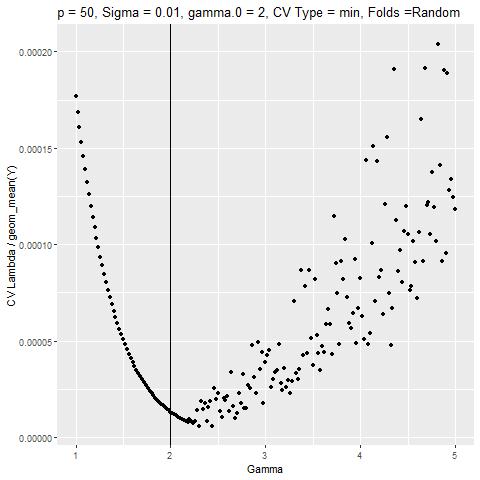 p = 50, Sigma = 0.01, gamma.0 = 2, CV Type = min, Folds =Random
0.00020
0.00015
0.00010
0.00005
0.00000
CV Lambda / geom_mean(Y)
1 2 3 4 5
Gamma